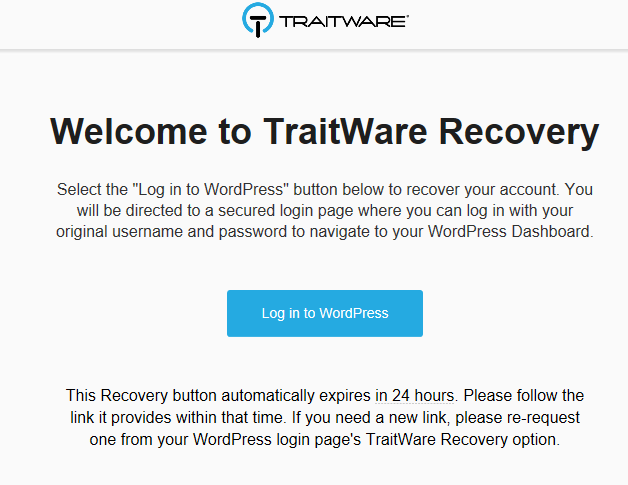 TRAITWARE®
Welcome to TraitWare Recovery
Select the "Log in to WordPress" button below to recover your account. You
will be directed to a secured login page where you can log in with your
original username and password to navigate to your WordPress Dashboard.
Log in to WordPress
This Recovery button automatically expires in 24 hours. Please follow the
link it provides within that time. If you need a new link, please re-request
one from your WordPress login page's TraitWare Recovery option.